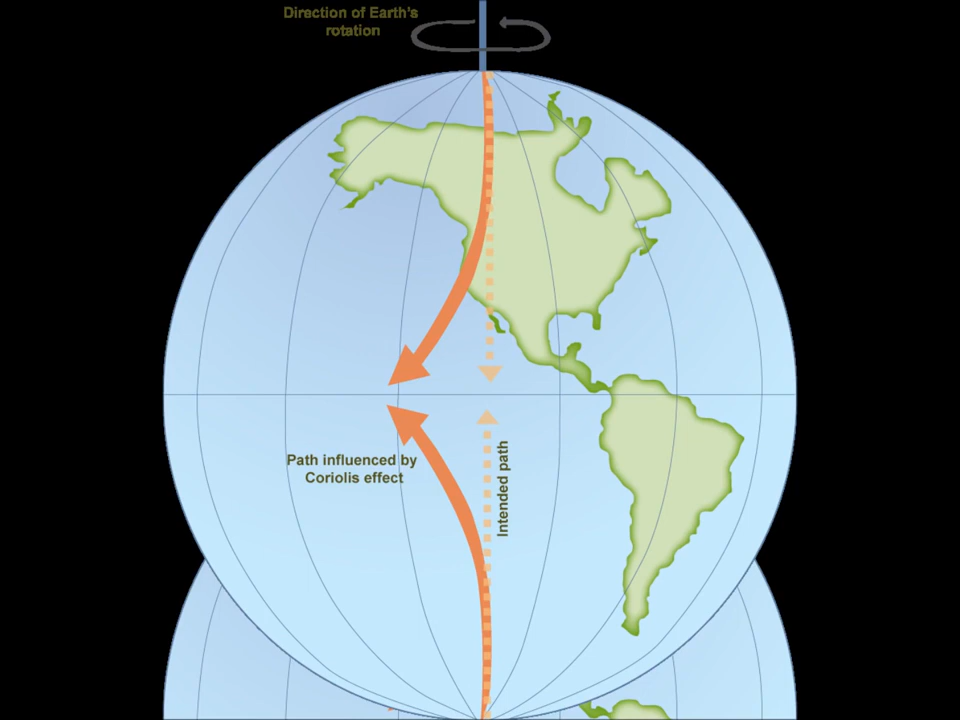 Direction of Earth's
rotation
Path influenced by
Coriolis effect
Intended path